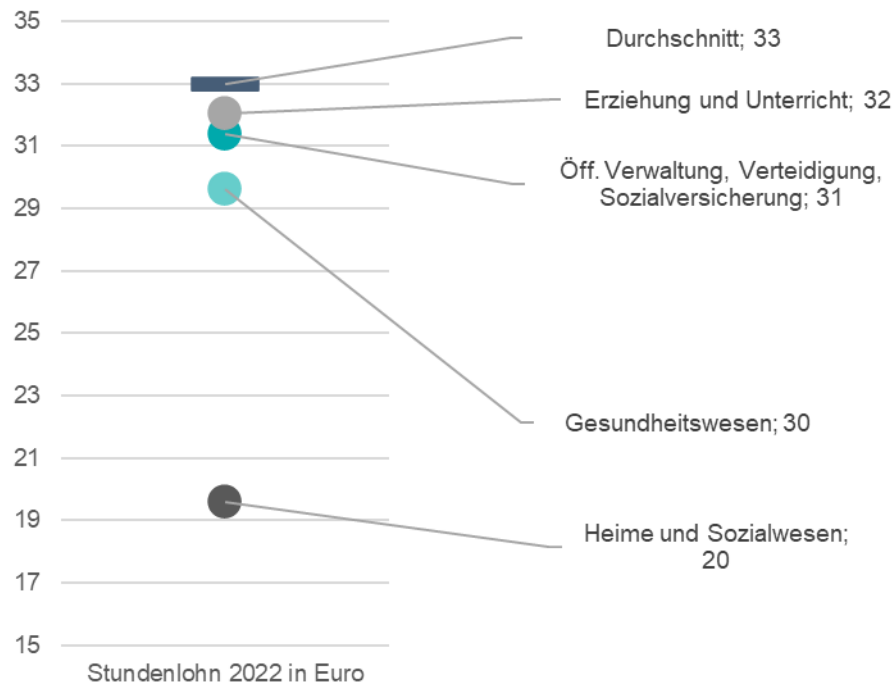 35
33
31
29
27
25
23
21
19
17
15
Stundenlohn 2022 in Euro
Durchschnitt; 33
Erziehung und Unterricht; 32
Öff. Verwaltung, Verteidigung,
Sozialversicherung; 31
Gesundheitswesen; 30
Heime und Sozialwesen;
20